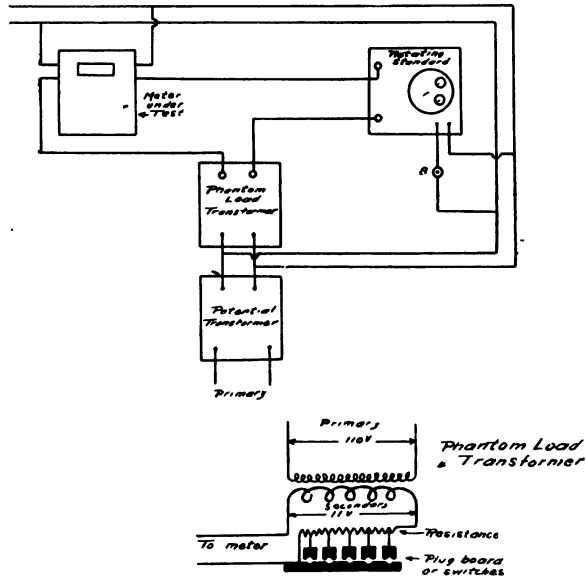 Rotating
Standard
Meter
under
Test
B
Phantom
Load
Transformer
Potential
Transformer
Primary
Primary
110V
Phantom Load
Transformer
Secondary
11V
Resistance
To meter
Plug board
or switches